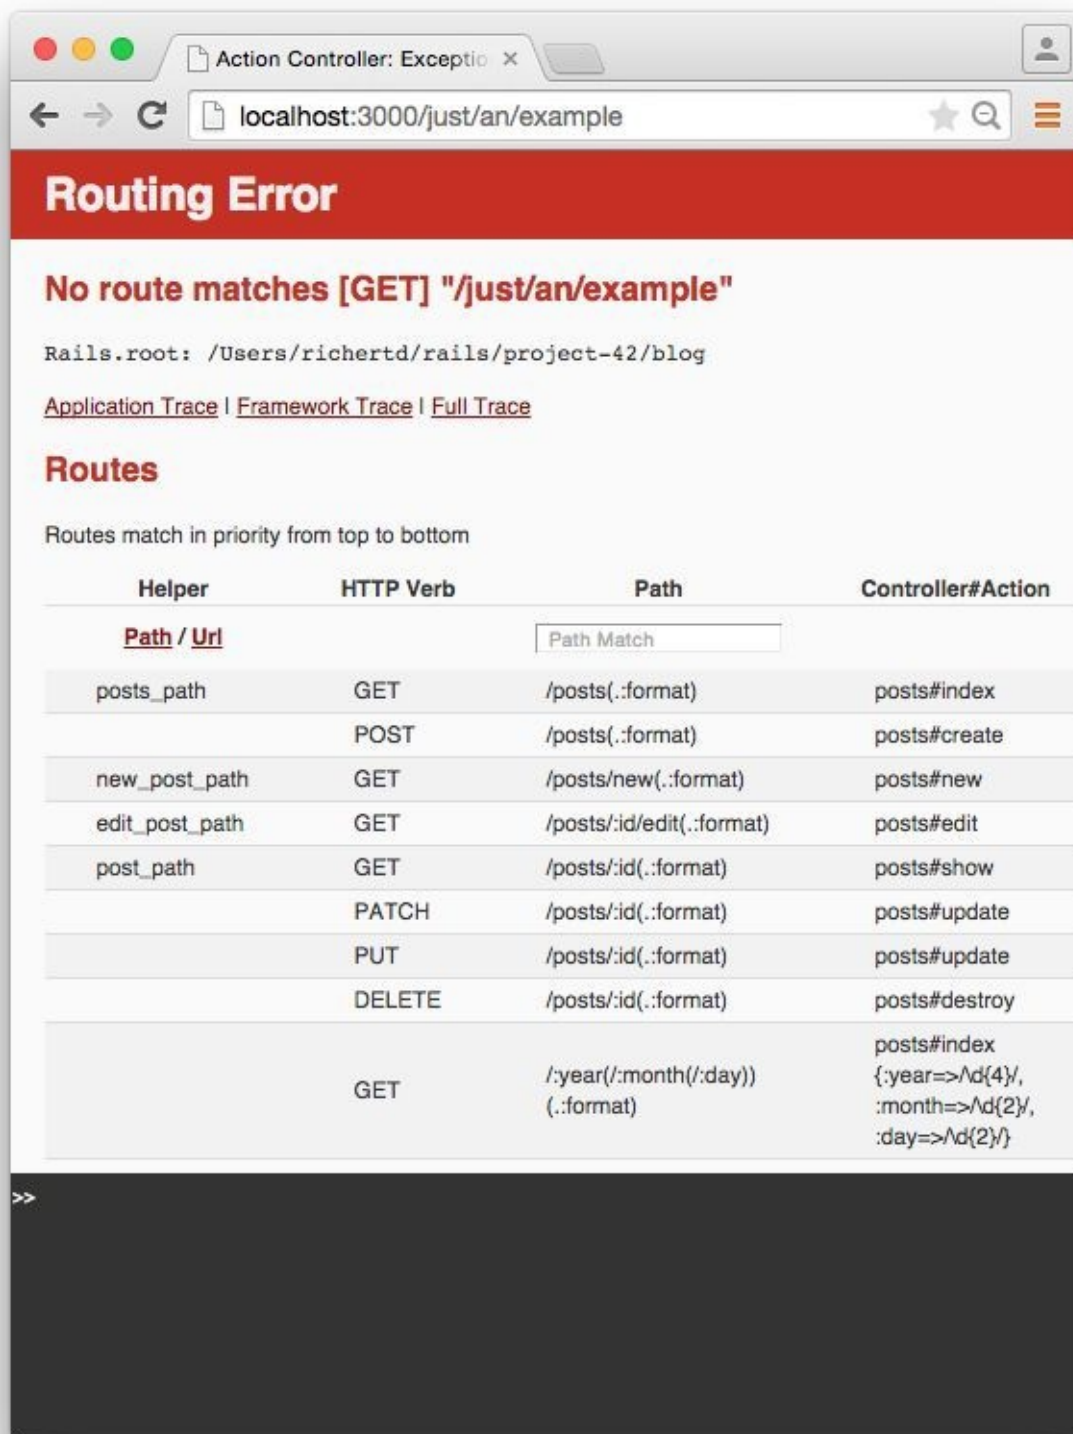 Action Controller: Exceptio
localhost:3000/just/an/example
Routing Error
No route matches [GET] "/just/an/example"
Rails.root: /Users/richertd/rails/project-42/blog
Application Trace | Framework Trace | Full Trace
Routes
Routes match in priority from top to bottom
Helper HTTP Verb Path Controller#Action
Path / Url Path Match
posts_path GET /posts(.:format) posts#index
POST /posts(.:format) posts#create
new_post_path GET /posts/new(.:format) posts#new
edit_post_path GET /posts/:id/edit(.:format) posts#edit
post_path GET /posts/:id(.:format) posts#show
PATCH /posts/:id(.:format) posts#update
PUT /posts/:id(.:format) posts#update
DELETE /posts/:id(.:format) posts#destroy
GET /:year(/:month(/:day))
(.:format)
posts#index
{:year=>/\d{4}/,
:month=>/\d{2}/,
:day=>/\d{2}/}
>>